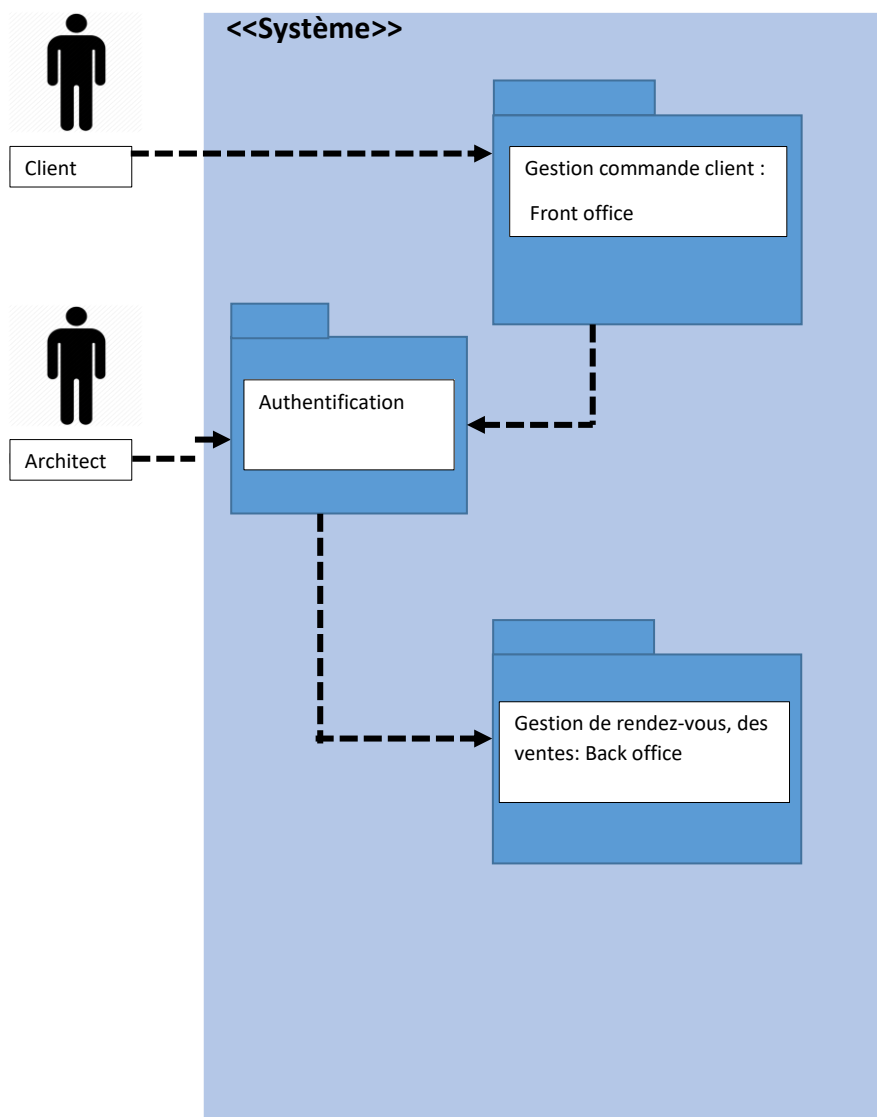 <<Système>>
Client
Gestion commande client :
Front office
Authentification
Architect
Gestion de rendez-vous, des
ventes: Back office